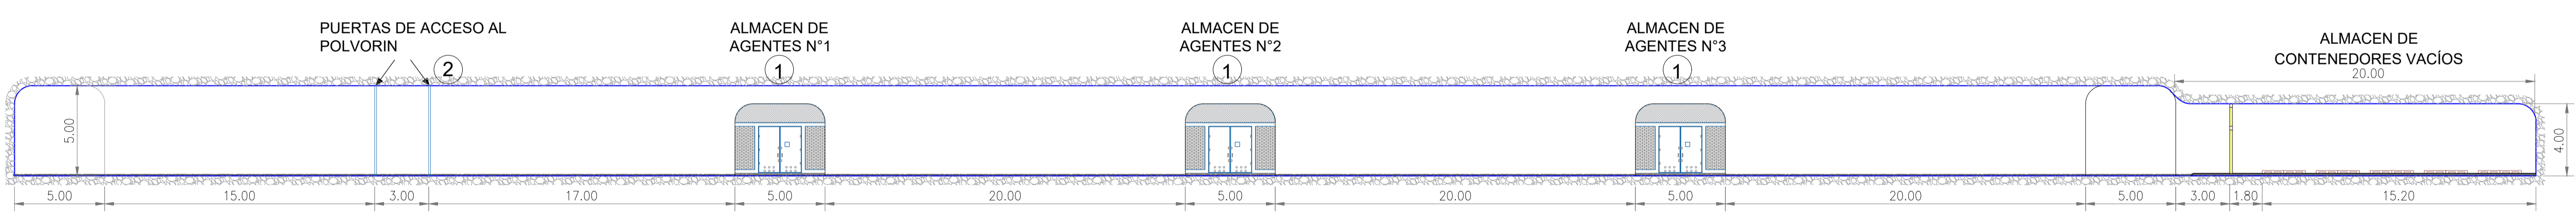 PUERTAS DE ACCESO AL
POLVORIN
2
ALMACEN DE
AGENTES N°1
1
ALMACEN DE
AGENTES N°2
1
ALMACEN DE
AGENTES N°3
1
ALMACEN DE
CONTENEDORES VACÍOS
20.00
5.00
4.00
5.00 15.00 3.00 17.00 5.00 20.00 5.00 20.00 5.00 20.00 5.00 3.00 1.80 15.20